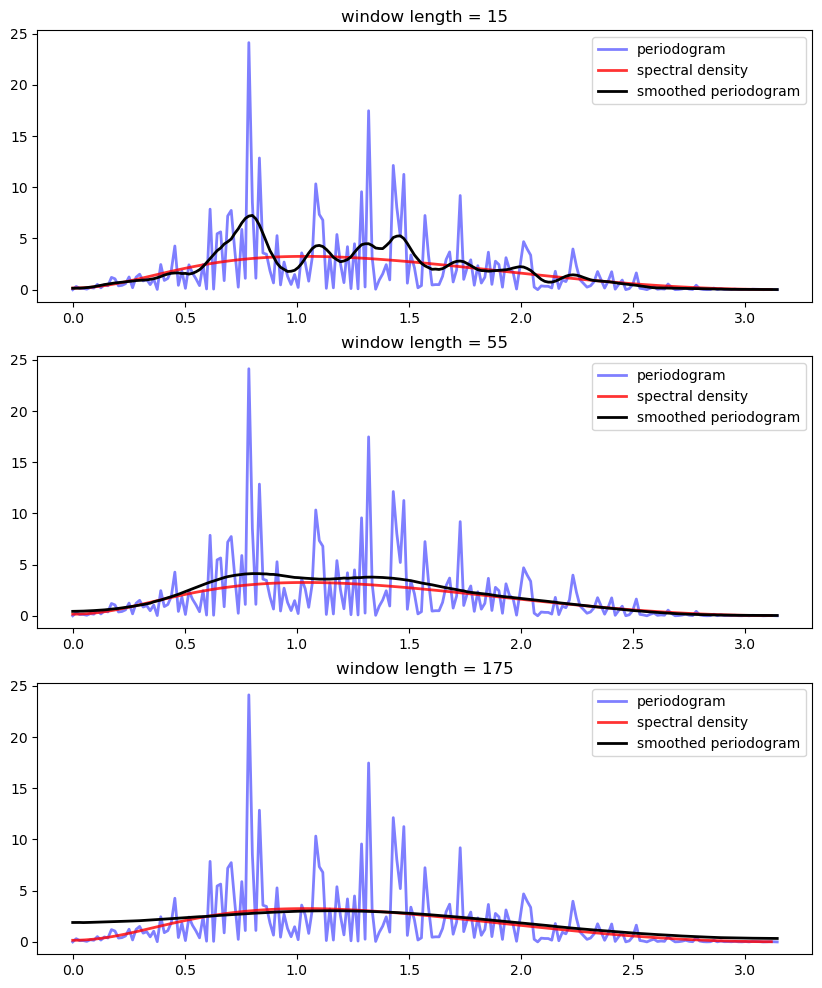 window length = 15
25
20
15
10
5
0
periodogram
spectral density
smoothed periodogram
0.0 0.5 1.0 1.5 2.0 2.5 3.0
window length = 55
25
20
15
10
5
0
periodogram
spectral density
smoothed periodogram
0.0 0.5 1.0 1.5 2.0 2.5 3.0
window length = 175
25
20
15
10
5
0
periodogram
spectral density
smoothed periodogram
0.0 0.5 1.0 1.5 2.0 2.5 3.0